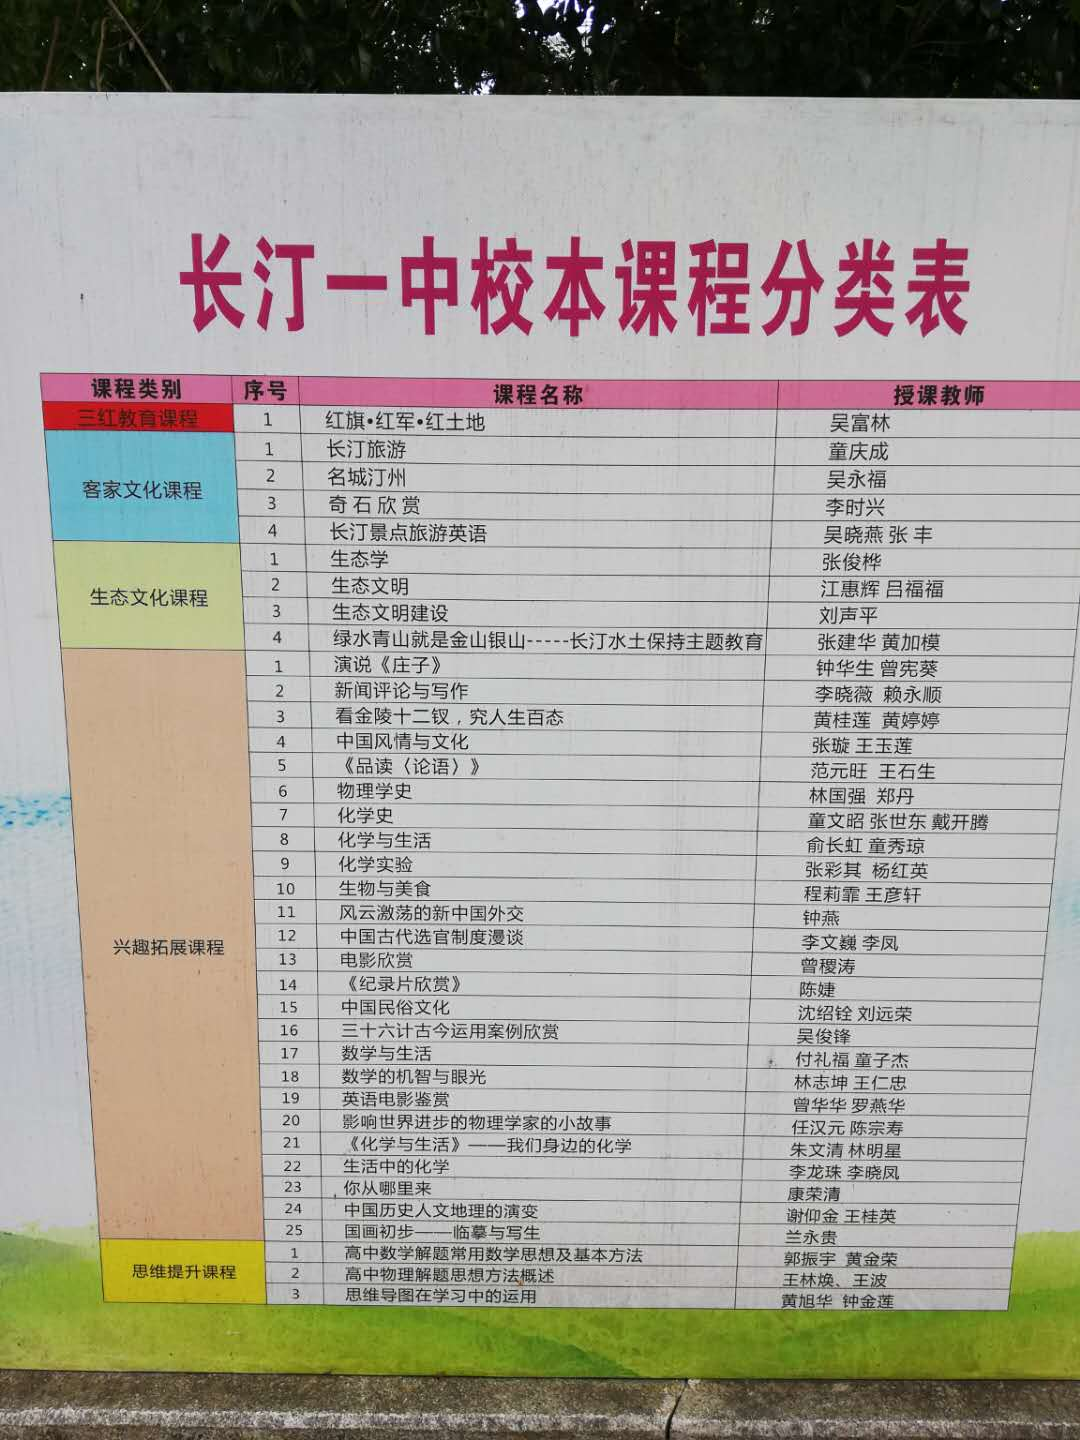 长汀一中校本课程分类表
课程类别 序号 课程名称 授课教师
三红教育课程 1 红旗•红军•红土地 吴富林
客家文化课程 1 长汀旅游 童庆成
2 名城汀州 吴永福
3 奇石欣赏 李时兴
4 长汀景点旅游英语 吴晓燕 张丰
生态文化课程 1 生态学 张俊桦
2 生态文明 江惠辉 吕福福
3 生态文明建设 刘声平
4 绿水青山就是金山银山-----长汀水土保持主题教育 张建华 黄加模
兴趣拓展课程 1 演说《庄子》 钟华生 曾宪葵
2 新闻评论与写作 李晓薇 赖永顺
3 看金陵十二钗，究人生百态 黄桂莲 黄婷婷
4 中国风情与文化 张璇 王玉莲
5 《品读〈论语〉》 范元旺 王石生
6 物理学史 林国强 郑丹
7 化学史 童文昭 张世东 戴开腾
8 化学与生活 俞长虹 童秀琼
9 化学实验 张彩其 杨红英
10 生物与美食 程莉霏 王彦轩
11 风云激荡的新中国外交 钟燕
12 中国古代选官制度漫谈 李文巍 李凤
13 电影欣赏 曾稷涛
14 《纪录片欣赏》 陈婕
15 中国民俗文化 沈绍铨 刘远荣
16 三十六计古今运用案例欣赏 吴俊锋
17 数学与生活 付礼福 童子杰
18 数学的机智与眼光 林志坤 王仁忠
19 英语电影鉴赏 曾华华 罗燕华
20 影响世界进步的物理学家的小故事 任汉元 陈宗寿
21 《化学与生活》——我们身边的化学 朱文清 林明星
22 生活中的化学 李龙珠 李晓凤
23 你从哪里来 康荣清
24 中国历史人文地理的演变 谢仰金 王桂英
25 国画初步——临摹与写生 兰永贵
思维提升课程 1 高中数学解题常用数学思想及基本方法 郭振宇 黄金荣
2 高中物理解题思想方法概述 王林焕、王波
3 思维导图在学习中的运用 黄旭华 钟金莲